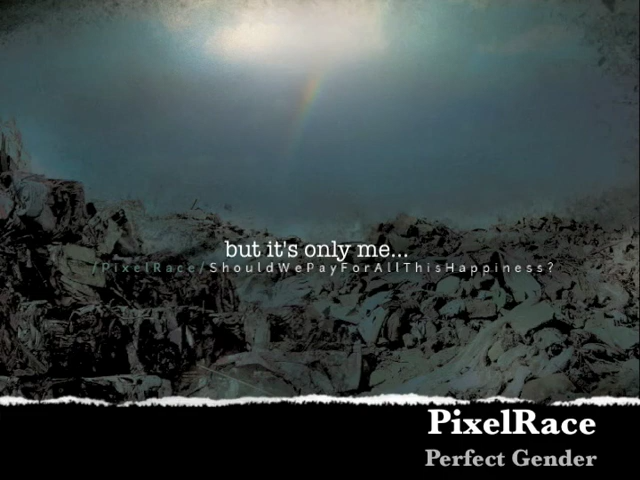 but it's only me...
/PixelRace/ShouldWePayForAllThisHappiness?
PixelRace
Perfect Gender